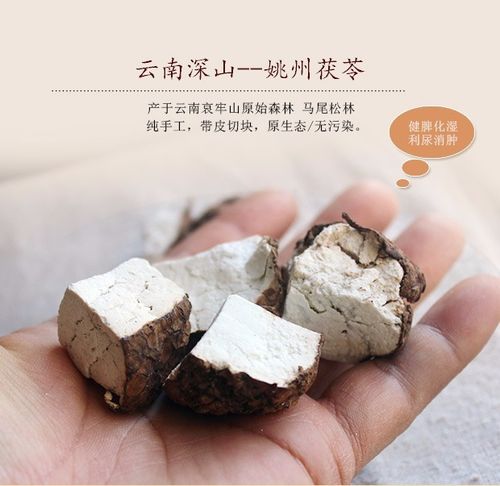 云南深山--姚州茯苓
产于云南哀牢山原始森林 马尾松林
纯手工，带皮切块，原生态/无污染。
健脾化湿
利尿消肿